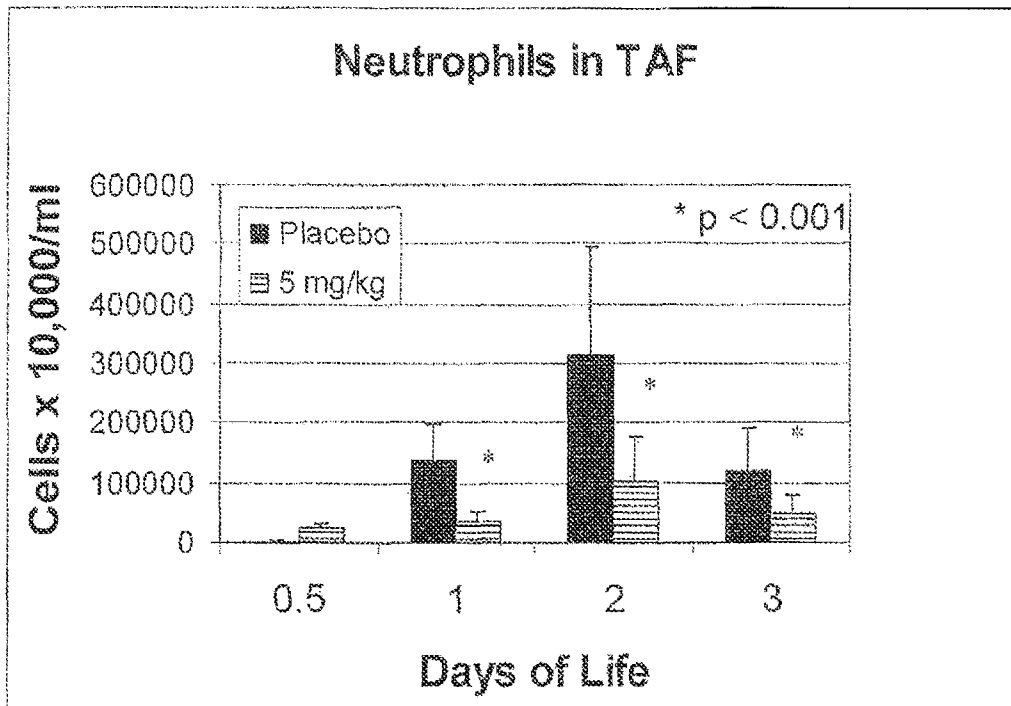 Neutrophils in TAF
Cells x 10,000/ml
600000
500000
400000
300000
200000
100000
0
Placebo
5 mg/kg
* p < 0.001
*
*
*
0.5 1 2 3
Days of Life